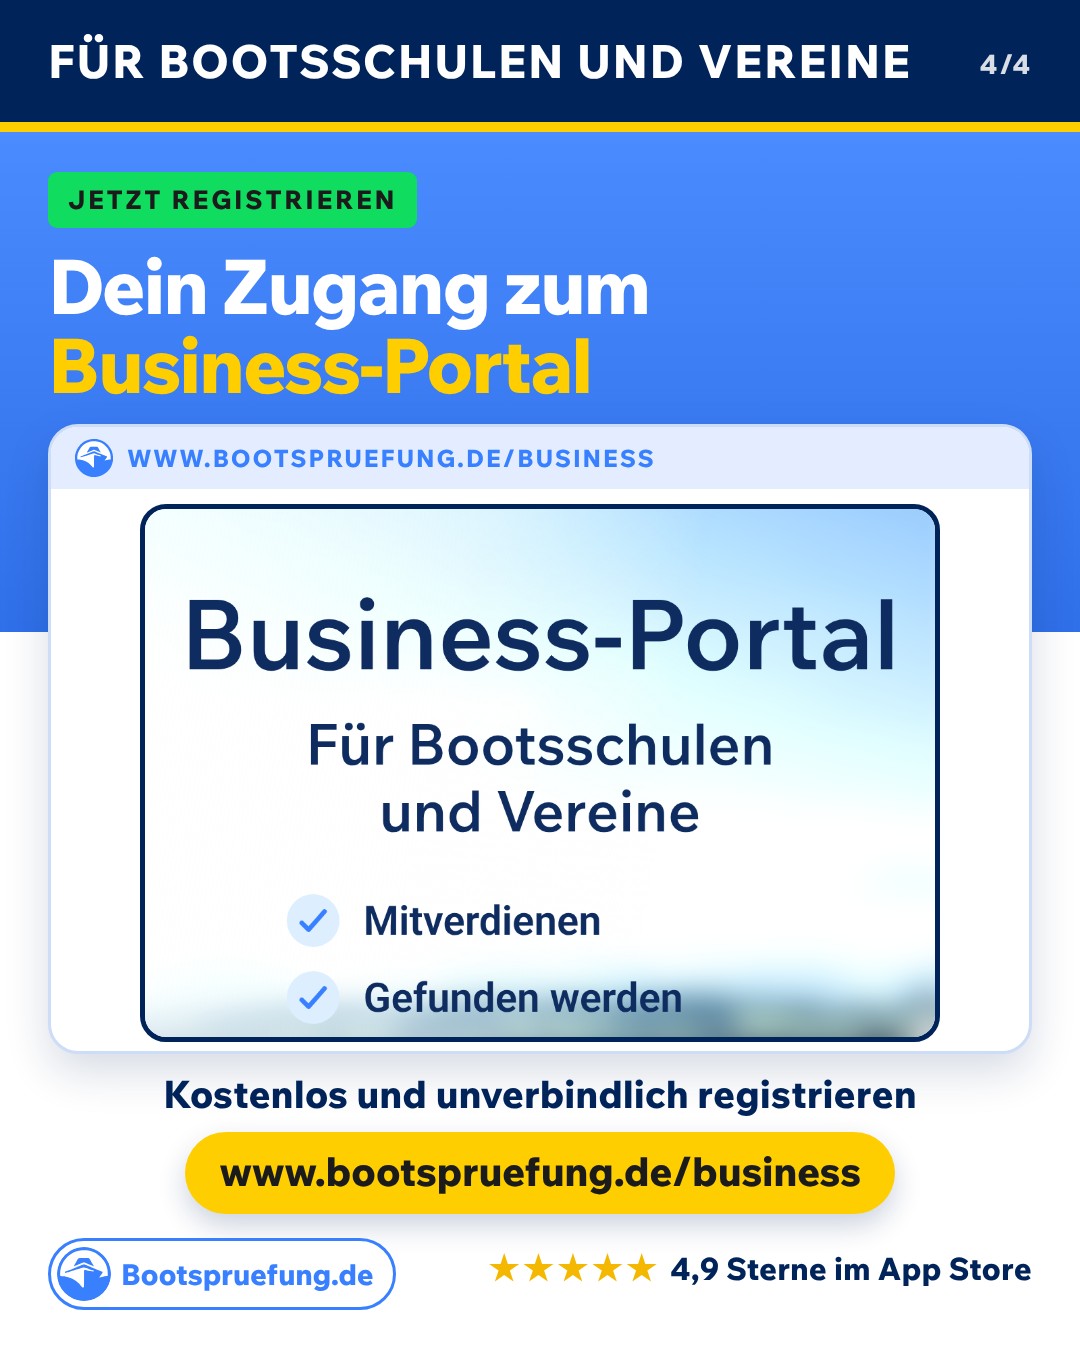 FÜR BOOTSSCHULEN UND VEREINE 4/4
JETZT REGISTRIEREN
Dein Zugang zum
Business-Portal
WWW.BOOTSPRUEFUNG.DE/BUSINESS
Business-Portal
Für Bootsschulen
und Vereine
Mitverdienen
Gefunden werden
Kostenlos und unverbindlich registrieren
www.bootspruefung.de/business
Bootspruefung.de
★★★★★ 4,9 Sterne im App Store